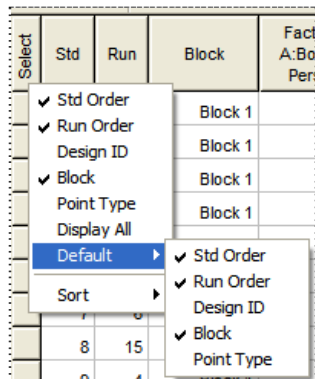 Select Std Run Block Fact
A:Bo
Pers
Std Order
Run Order
Design ID
Block
Point Type
Display All
Default
Sort
Block 1
Block 1
Block 1
Block 1
Std Order
Run Order
Design ID
Block
Point Type
8 15